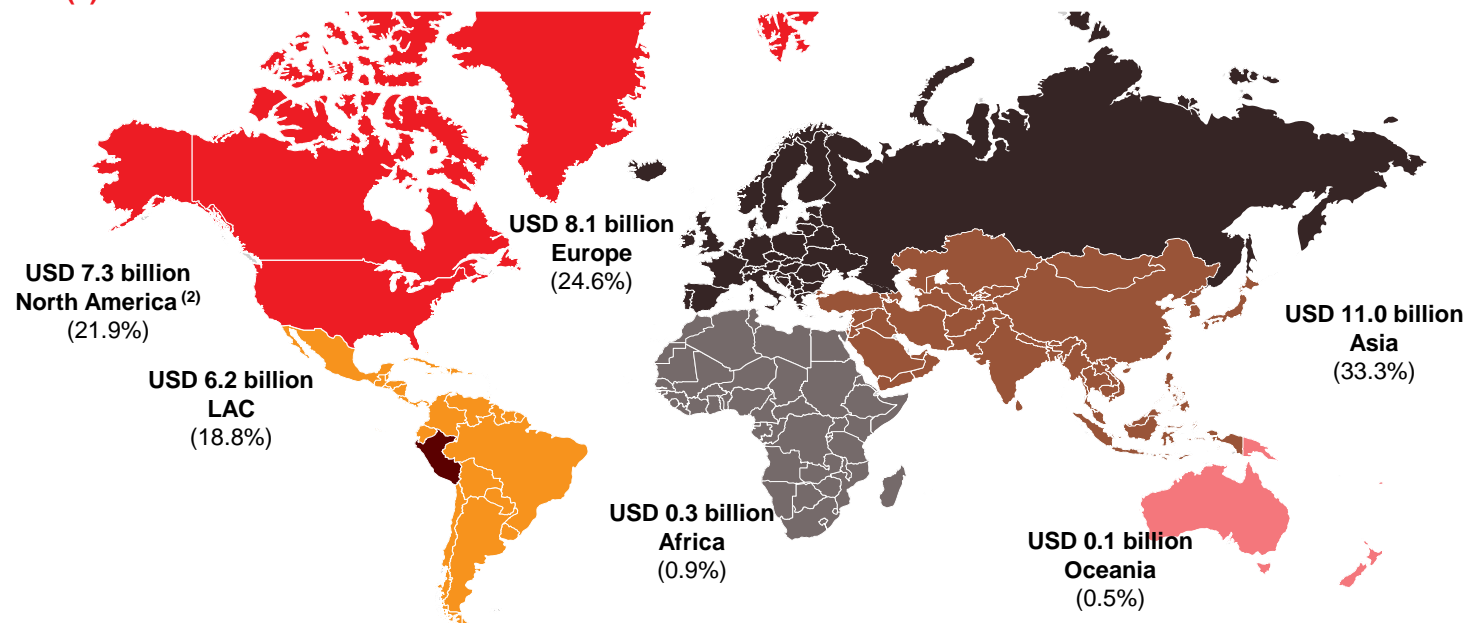 USD 8.1 billion
Europe
(24.6%)
USD 7.3 billion
North America (2)
(21.9%)
USD 11.0 billion
Asia
(33.3%)
USD 6.2 billion
LAC
(18.8%)
USD 0.3 billion
Africa
(0.9%)
USD 0.1 billion
Oceania
(0.5%)